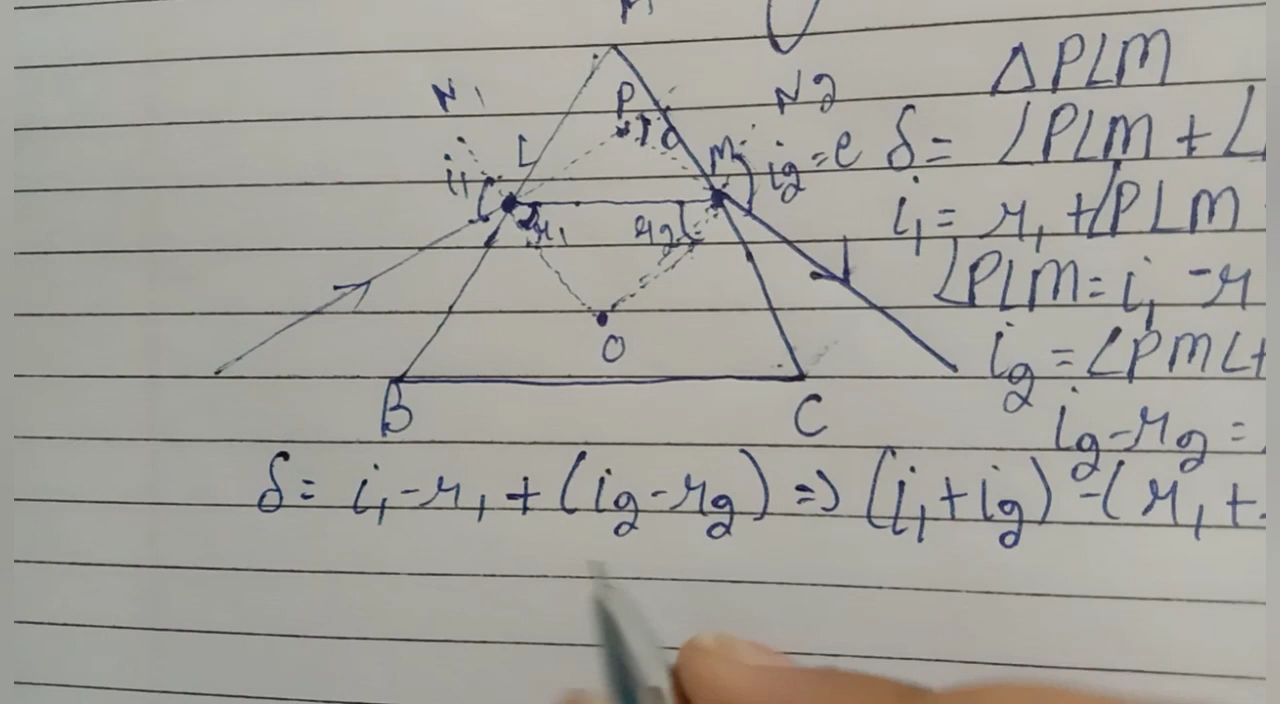 N₁ P N2
L M
i₁ δ i2=e
r₁ r2
O
B C
ΔPLM
δ= ∠PLM + ∠
i₁ = r₁ + ∠PLM
∠PLM = i₁ - r
i2 = ∠PML+
i2-r2 =
δ= i₁-r₁ + (i2-r2) => (i₁+i2) -(r₁ +